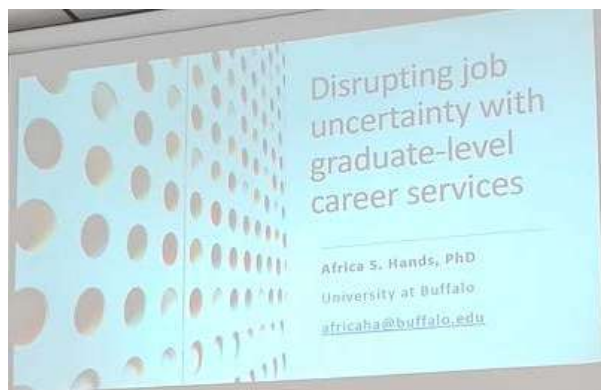 Disrupting job
uncertainty with
graduate-level
career services
Africa S. Hands, PhD
University at Buffalo
africaha@buffalo.edu